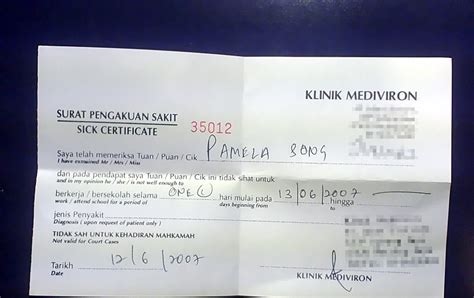 KLINIK MEDIVIRON
SURAT PENGAKUAN SAKIT
SICK CERTIFICATE
35012
Saya telah memeriksa Tuan / Puan / Cik PAMELA SONG
I have examined Mr / Mrs / Miss
dan pada pendapat saya Tuan / Puan / Cik ini tidak sihat untuk
and in my opinion he / she / is not well enough to
berkerja / bersekolah selama ONE (1) hari mulai pada 13/06/2007 hingga
work / attend school for a period of days beginning from to
jenis Penyakit
Diagnosis ( upon request of patient only )
TIDAK SAH UNTUK KEHADIRAN MAHKAMAH
Not valid for Court Cases
Tarikh 12/6/2007
Date
KLINIK MEDIVIRON